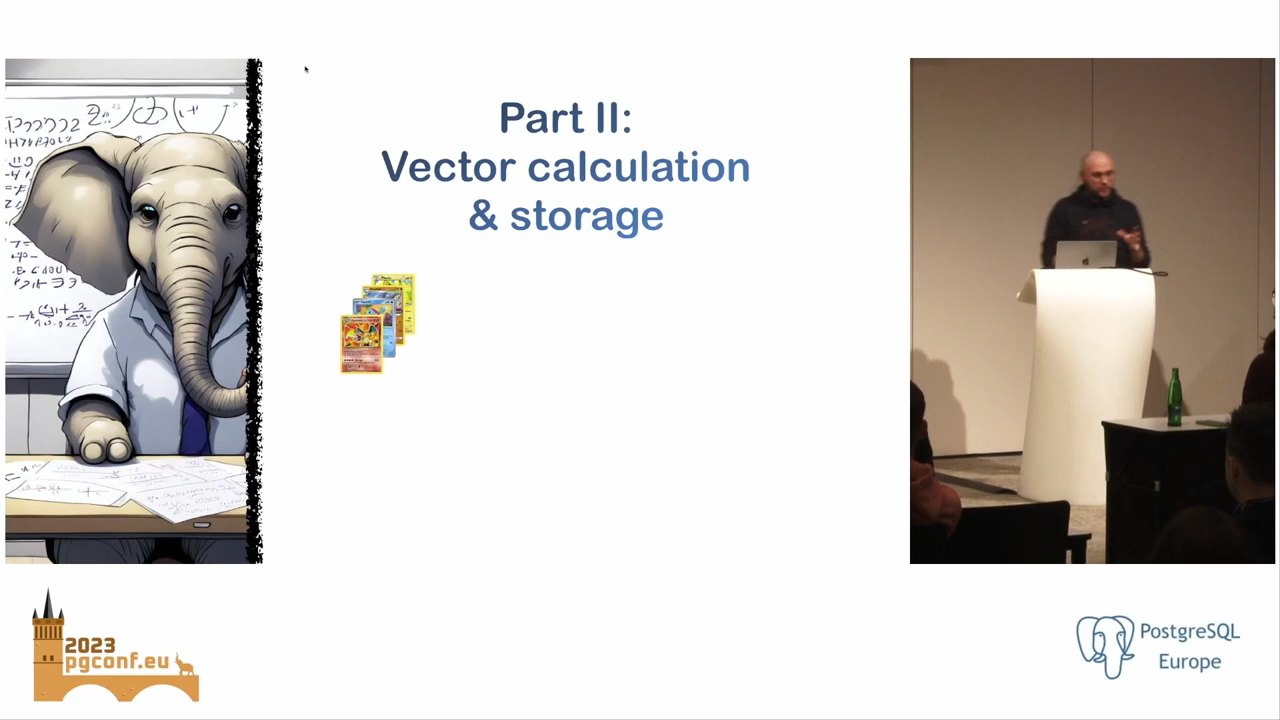 Part II:
Vector calculation
& storage
2023
pgconf.eu
PostgreSQL
Europe